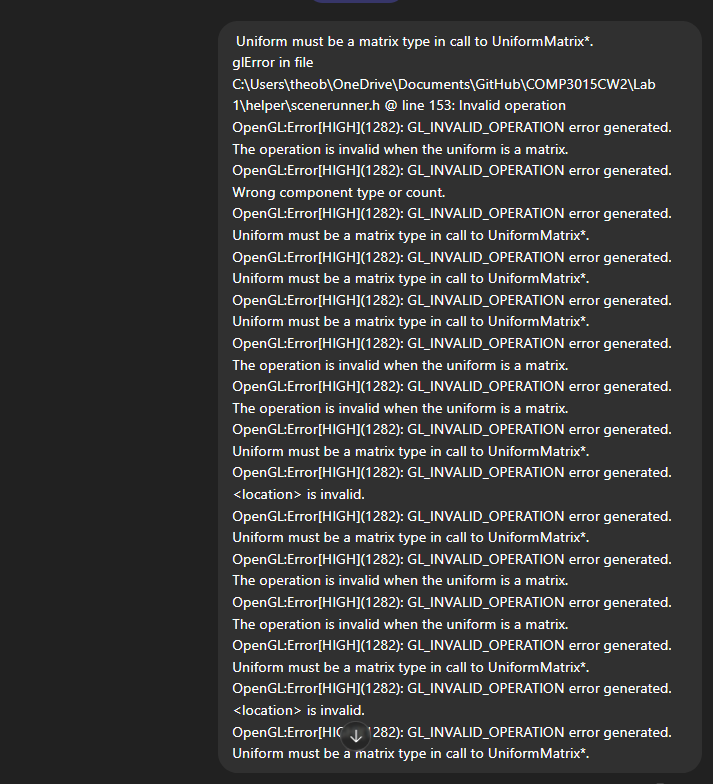 Uniform must be a matrix type in call to UniformMatrix*.
glError in file
C:\Users\theob\OneDrive\Documents\GitHub\COMP3015CW2\Lab
1\helper\scenerunner.h @ line 153: Invalid operation
OpenGL:Error[HIGH](1282): GL_INVALID_OPERATION error generated.
The operation is invalid when the uniform is a matrix.
OpenGL:Error[HIGH](1282): GL_INVALID_OPERATION error generated.
Wrong component type or count.
OpenGL:Error[HIGH](1282): GL_INVALID_OPERATION error generated.
Uniform must be a matrix type in call to UniformMatrix*.
OpenGL:Error[HIGH](1282): GL_INVALID_OPERATION error generated.
Uniform must be a matrix type in call to UniformMatrix*.
OpenGL:Error[HIGH](1282): GL_INVALID_OPERATION error generated.
Uniform must be a matrix type in call to UniformMatrix*.
OpenGL:Error[HIGH](1282): GL_INVALID_OPERATION error generated.
The operation is invalid when the uniform is a matrix.
OpenGL:Error[HIGH](1282): GL_INVALID_OPERATION error generated.
The operation is invalid when the uniform is a matrix.
OpenGL:Error[HIGH](1282): GL_INVALID_OPERATION error generated.
Uniform must be a matrix type in call to UniformMatrix*.
OpenGL:Error[HIGH](1282): GL_INVALID_OPERATION error generated.
<location> is invalid.
OpenGL:Error[HIGH](1282): GL_INVALID_OPERATION error generated.
Uniform must be a matrix type in call to UniformMatrix*.
OpenGL:Error[HIGH](1282): GL_INVALID_OPERATION error generated.
The operation is invalid when the uniform is a matrix.
OpenGL:Error[HIGH](1282): GL_INVALID_OPERATION error generated.
The operation is invalid when the uniform is a matrix.
OpenGL:Error[HIGH](1282): GL_INVALID_OPERATION error generated.
Uniform must be a matrix type in call to UniformMatrix*.
OpenGL:Error[HIGH](1282): GL_INVALID_OPERATION error generated.
<location> is invalid.
GL_INVALID_OPERATION error generated.
Uniform must be a matrix type in call to UniformMatrix*.